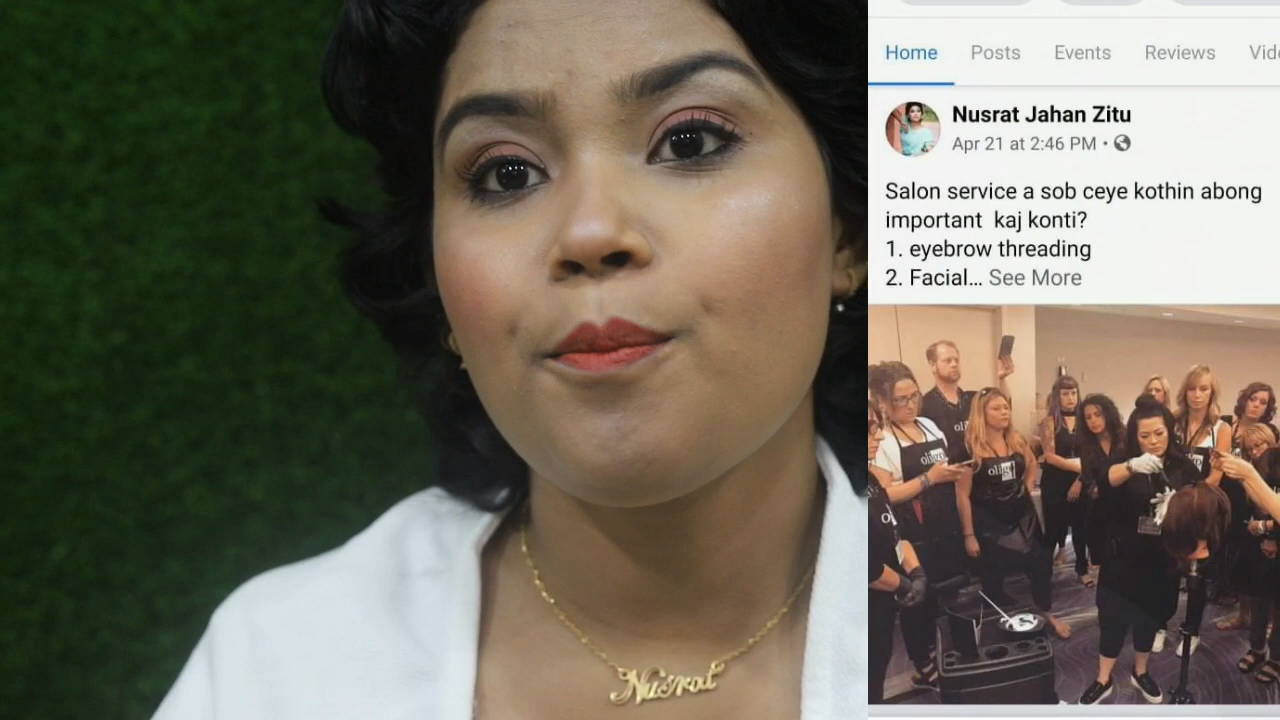 Nusrat
Home Posts Events Reviews
Nusrat Jahan Zitu
Apr 21 at 2:46 PM
Salon service a sob ceye kothin abong
important kaj konti?
1. eyebrow threading
2. Facial... See More